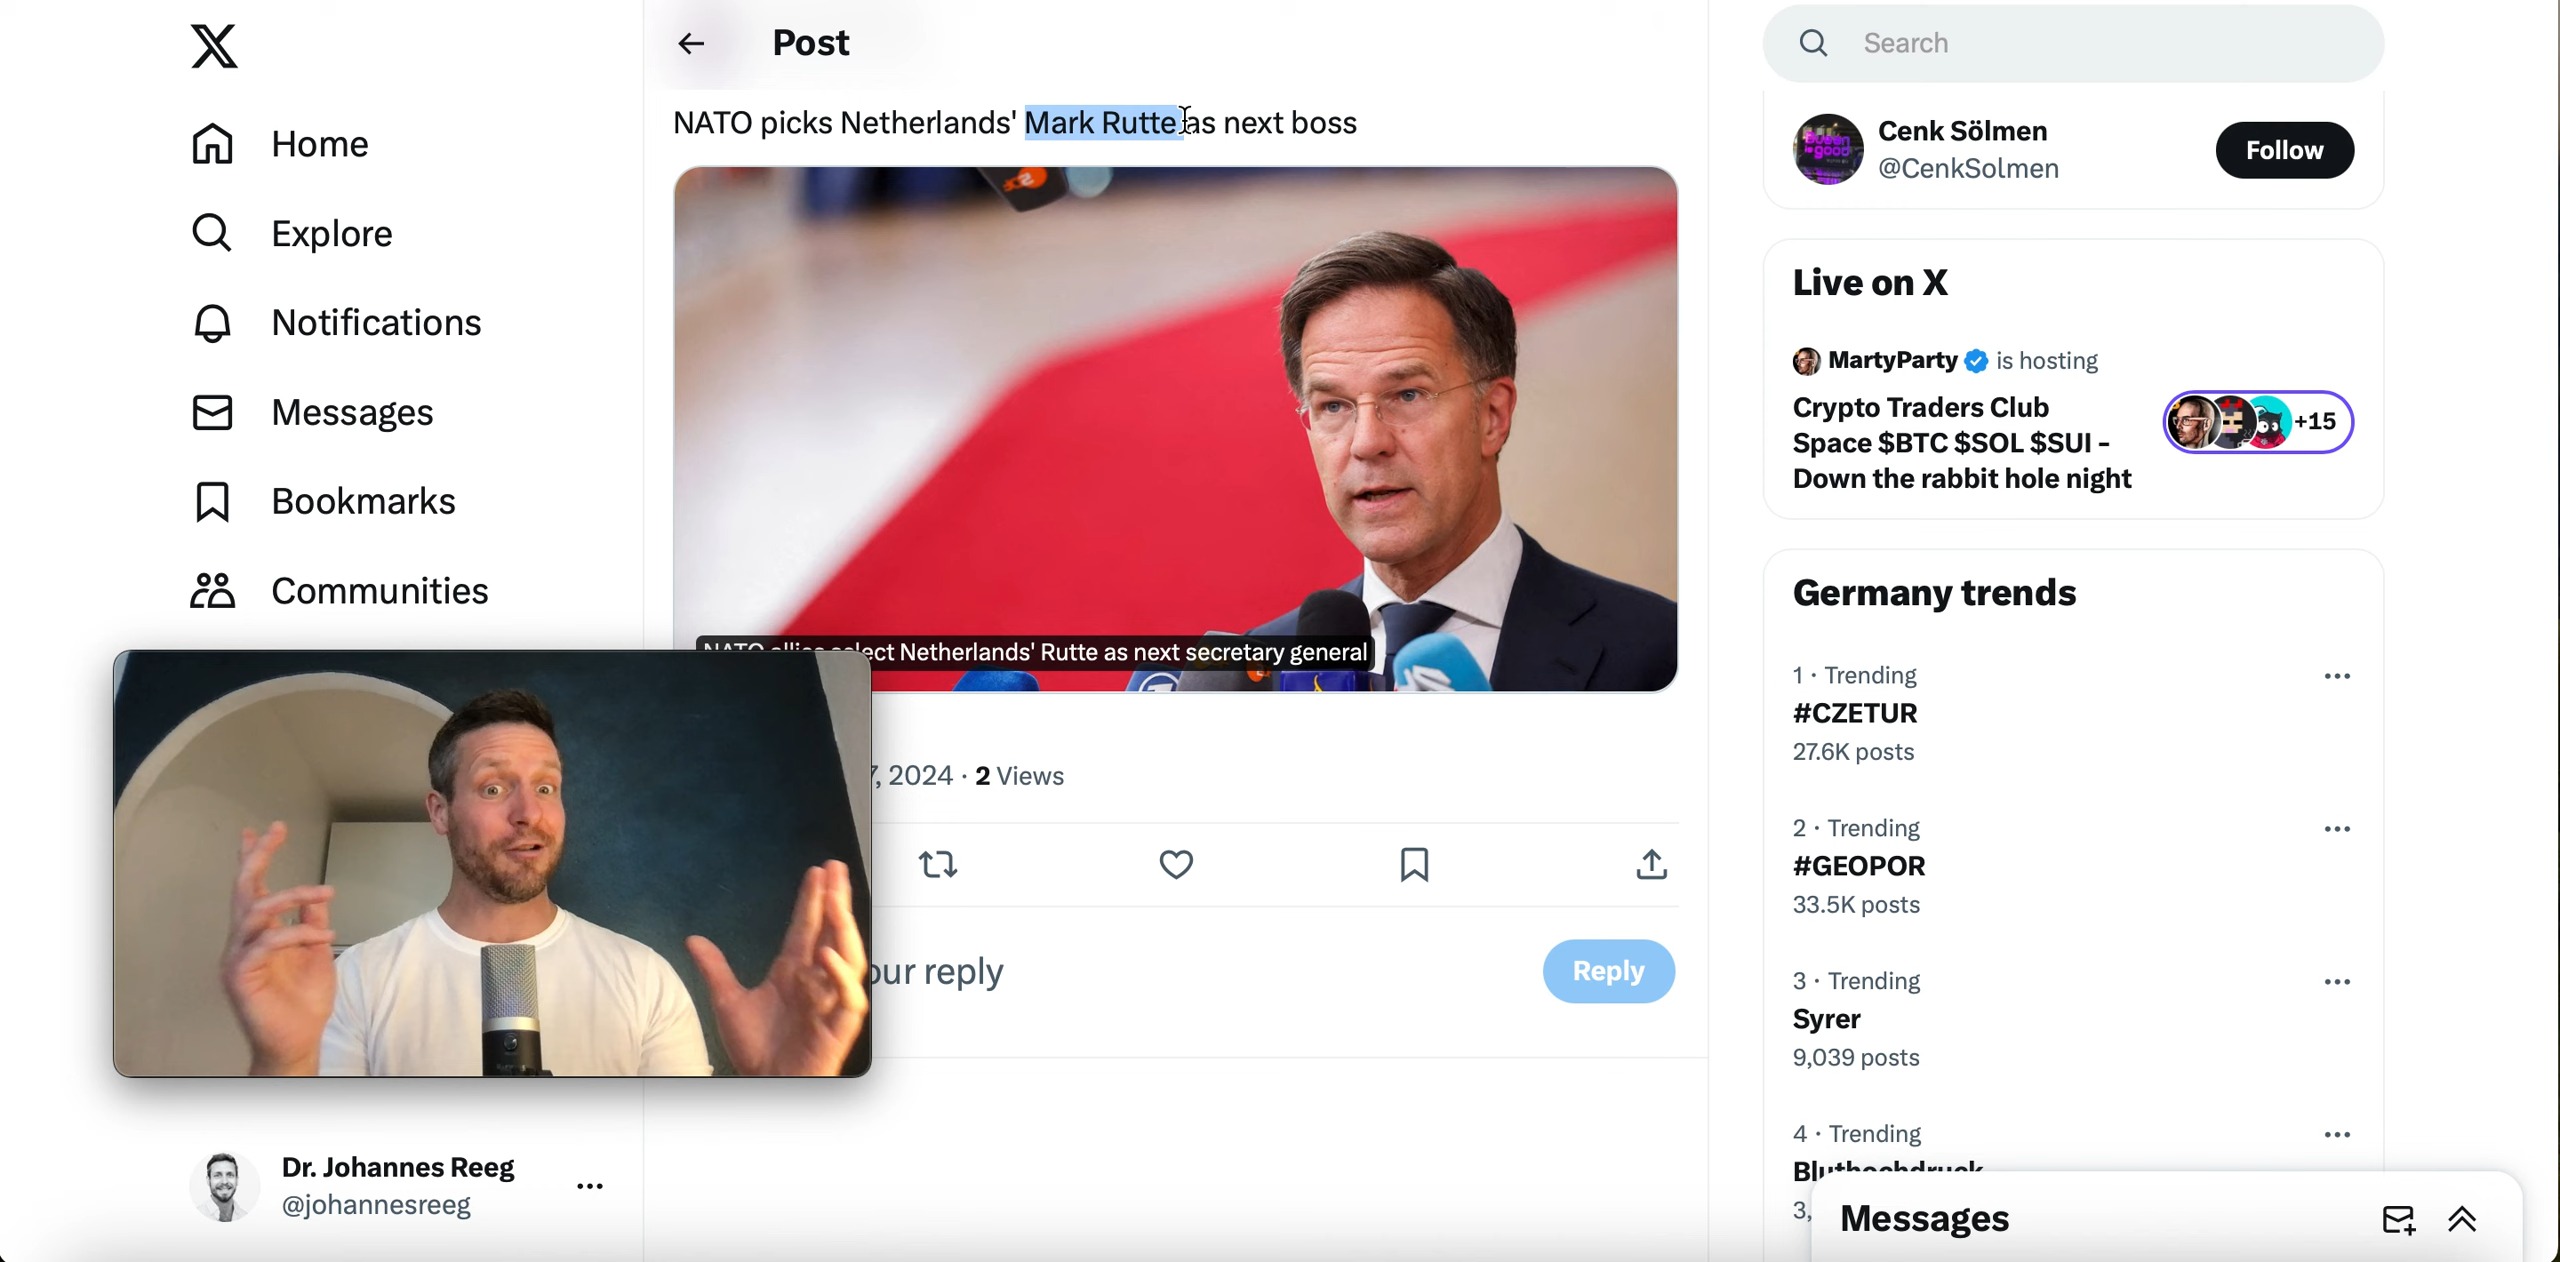 Home
Explore
Notifications
Messages
Bookmarks
Communities
Dr. Johannes Reeg
@johannesreeg
Post
NATO picks Netherlands' Mark Rutte as next boss
NATO allies select Netherlands' Rutte as next secretary general
7, 2024 · 2 Views
our reply
Reply
Search
Cenk Sölmen
@CenkSolmen
Follow
Live on X
MartyParty is hosting
Crypto Traders Club
Space $BTC $SOL $SUI -
Down the rabbit hole night
+15
Germany trends
1 · Trending
#CZETUR
27.6K posts
2 · Trending
#GEOPOR
33.5K posts
3 · Trending
Syrer
9,039 posts
4 · Trending
Bluthochdruck
3,
Messages